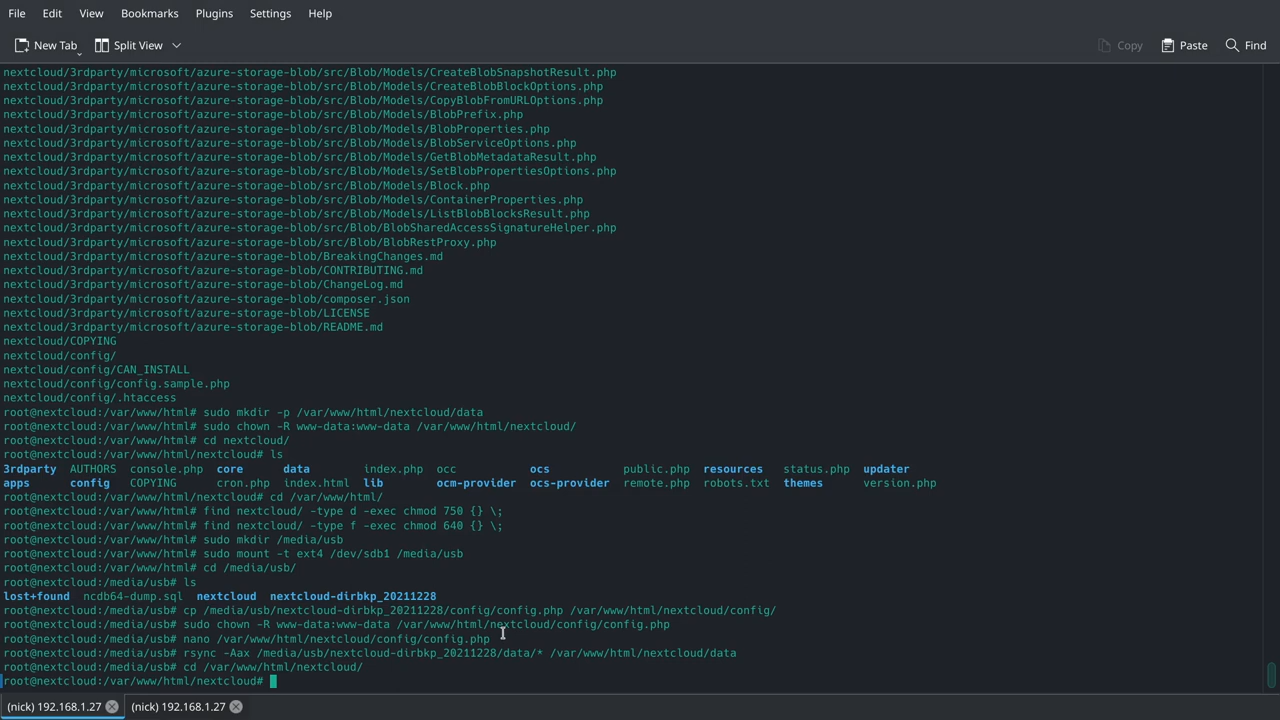 File Edit View Bookmarks Plugins Settings Help
New Tab Split View Copy Paste Find
nextcloud/3rdparty/microsoft/azure-storage-blob/src/Blob/Models/CreateBlobSnapshotResult.php
nextcloud/3rdparty/microsoft/azure-storage-blob/src/Blob/Models/CreateBlobBlockOptions.php
nextcloud/3rdparty/microsoft/azure-storage-blob/src/Blob/Models/CopyBlobFromURLOptions.php
nextcloud/3rdparty/microsoft/azure-storage-blob/src/Blob/Models/BlobPrefix.php
nextcloud/3rdparty/microsoft/azure-storage-blob/src/Blob/Models/BlobProperties.php
nextcloud/3rdparty/microsoft/azure-storage-blob/src/Blob/Models/BlobServiceOptions.php
nextcloud/3rdparty/microsoft/azure-storage-blob/src/Blob/Models/GetBlobMetadataResult.php
nextcloud/3rdparty/microsoft/azure-storage-blob/src/Blob/Models/SetBlobPropertiesOptions.php
nextcloud/3rdparty/microsoft/azure-storage-blob/src/Blob/Models/Block.php
nextcloud/3rdparty/microsoft/azure-storage-blob/src/Blob/Models/ContainerProperties.php
nextcloud/3rdparty/microsoft/azure-storage-blob/src/Blob/Models/ListBlobBlocksResult.php
nextcloud/3rdparty/microsoft/azure-storage-blob/src/Blob/BlobSharedAccessSignatureHelper.php
nextcloud/3rdparty/microsoft/azure-storage-blob/src/Blob/BlobRestProxy.php
nextcloud/3rdparty/microsoft/azure-storage-blob/BreakingChanges.md
nextcloud/3rdparty/microsoft/azure-storage-blob/CONTRIBUTING.md
nextcloud/3rdparty/microsoft/azure-storage-blob/ChangeLog.md
nextcloud/3rdparty/microsoft/azure-storage-blob/composer.json
nextcloud/3rdparty/microsoft/azure-storage-blob/LICENSE
nextcloud/3rdparty/microsoft/azure-storage-blob/README.md
nextcloud/COPYING
nextcloud/config/
nextcloud/config/CAN_INSTALL
nextcloud/config/config.sample.php
nextcloud/config/.htaccess
root@nextcloud:/var/www/html# sudo mkdir -p /var/www/html/nextcloud/data
root@nextcloud:/var/www/html# sudo chown -R www-data:www-data /var/www/html/nextcloud/
root@nextcloud:/var/www/html# cd nextcloud/
root@nextcloud:/var/www/html/nextcloud# ls
3rdparty AUTHORS console.php core data index.php occ ocs public.php resources status.php updater
apps config COPYING cron.php index.html lib ocm-provider ocs-provider remote.php robots.txt themes version.php
root@nextcloud:/var/www/html/nextcloud# cd /var/www/html/
root@nextcloud:/var/www/html# find nextcloud/ -type d -exec chmod 750 {} \;
root@nextcloud:/var/www/html# find nextcloud/ -type f -exec chmod 640 {} \;
root@nextcloud:/var/www/html# sudo mkdir /media/usb
root@nextcloud:/var/www/html# sudo mount -t ext4 /dev/sdb1 /media/usb
root@nextcloud:/var/www/html# cd /media/usb/
root@nextcloud:/media/usb# ls
lost+found ncdb64-dump.sql nextcloud nextcloud-dirbkp_20211228
root@nextcloud:/media/usb# cp /media/usb/nextcloud-dirbkp_20211228/config/config.php /var/www/html/nextcloud/config/
root@nextcloud:/media/usb# sudo chown -R www-data:www-data /var/www/html/nextcloud/config/config.php
root@nextcloud:/media/usb# nano /var/www/html/nextcloud/config/config.php
root@nextcloud:/media/usb# rsync -Aax /media/usb/nextcloud-dirbkp_20211228/data/* /var/www/html/nextcloud/data
root@nextcloud:/media/usb# cd /var/www/html/nextcloud/
root@nextcloud:/var/www/html/nextcloud#
(nick) 192.168.1.27 (nick) 192.168.1.27